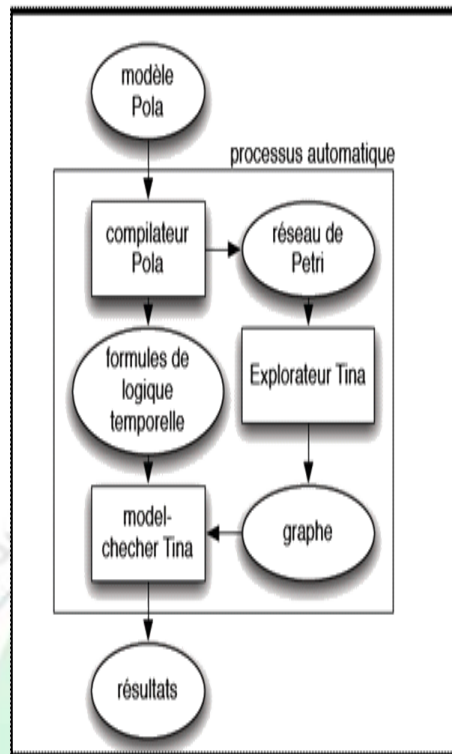 modèle
Pola
processus automatique
compilateur
Pola
réseau de
Petri
formules de
logique
temporelle
Explorateur Tina
model-
checher Tina
graphe
résultats